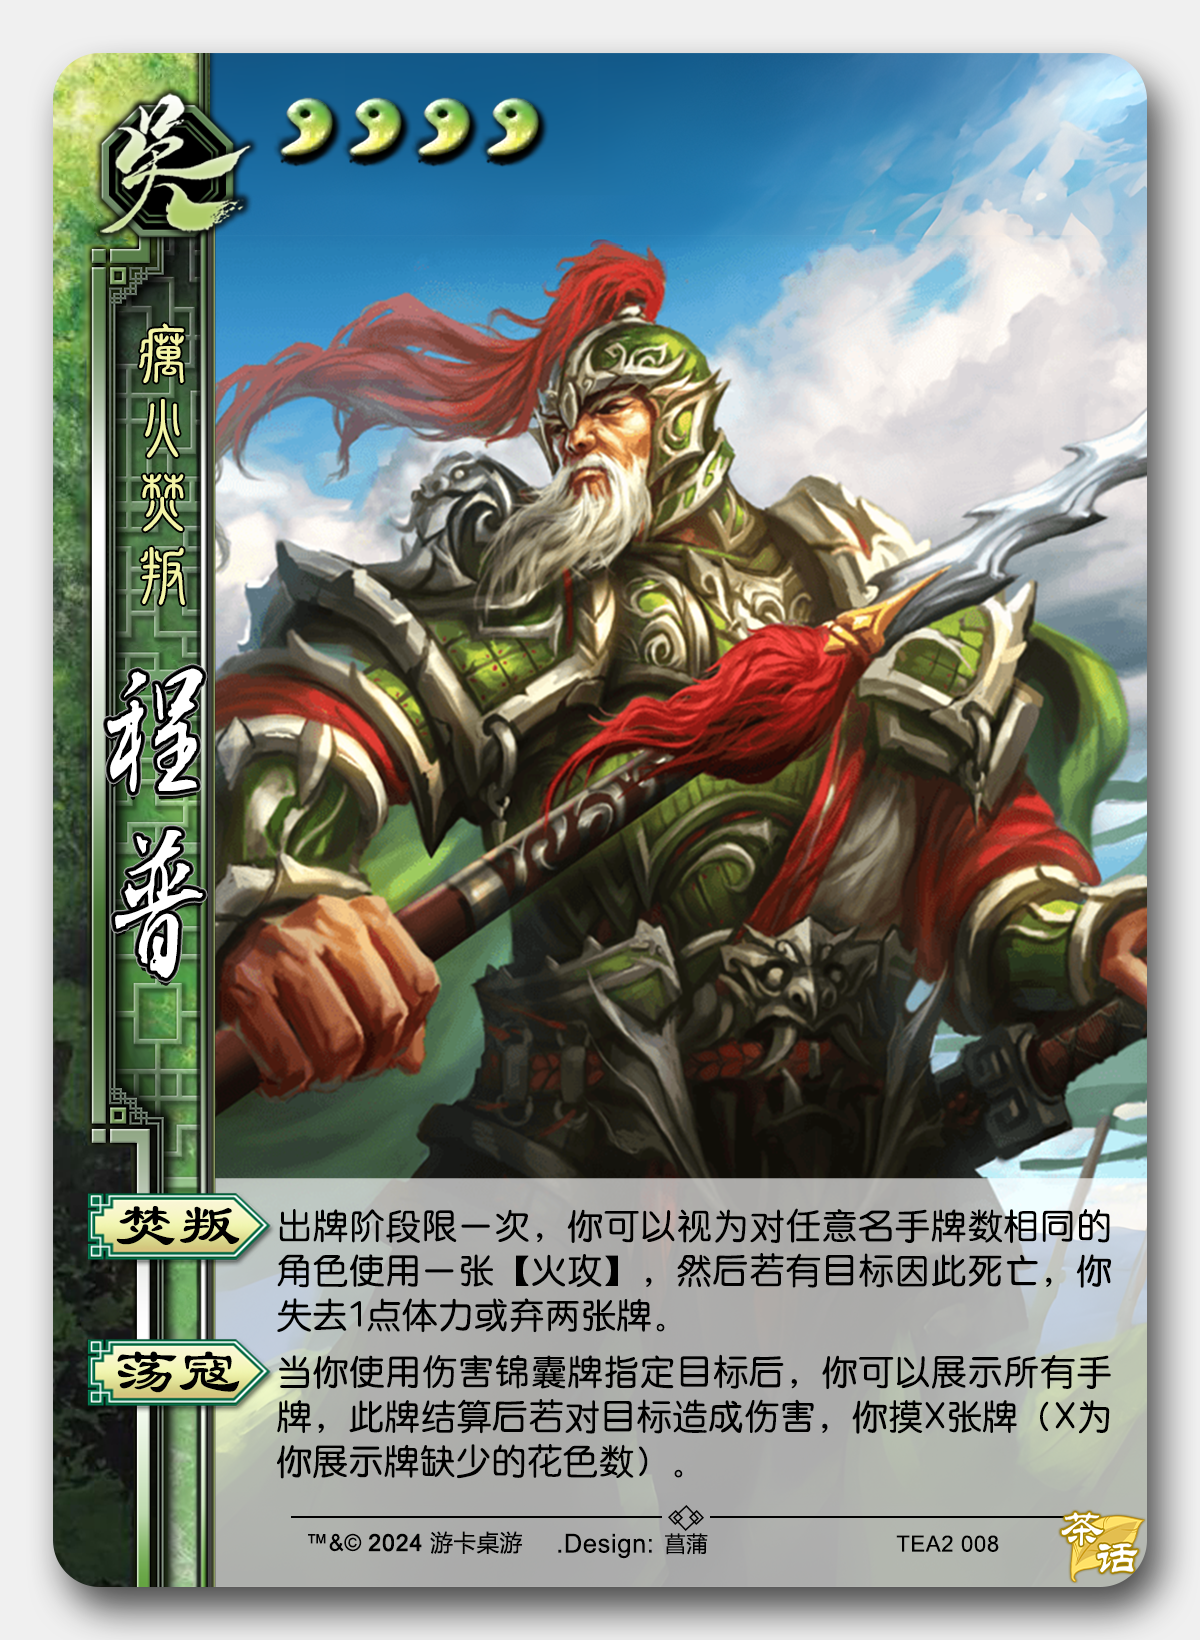 吴
癘火焚叛
程普
焚叛
出牌阶段限一次，你可以视为对任意名手牌数相同的
角色使用一张【火攻】，然后若有目标因此死亡，你
失去1点体力或弃两张牌。
荡寇
当你使用伤害锦囊牌指定目标后，你可以展示所有手
牌，此牌结算后若对目标造成伤害，你摸X张牌（X为
你展示牌缺少的花色数）。
™&© 2024 游卡桌游 .Design: 菖蒲 TEA2 008
茶话